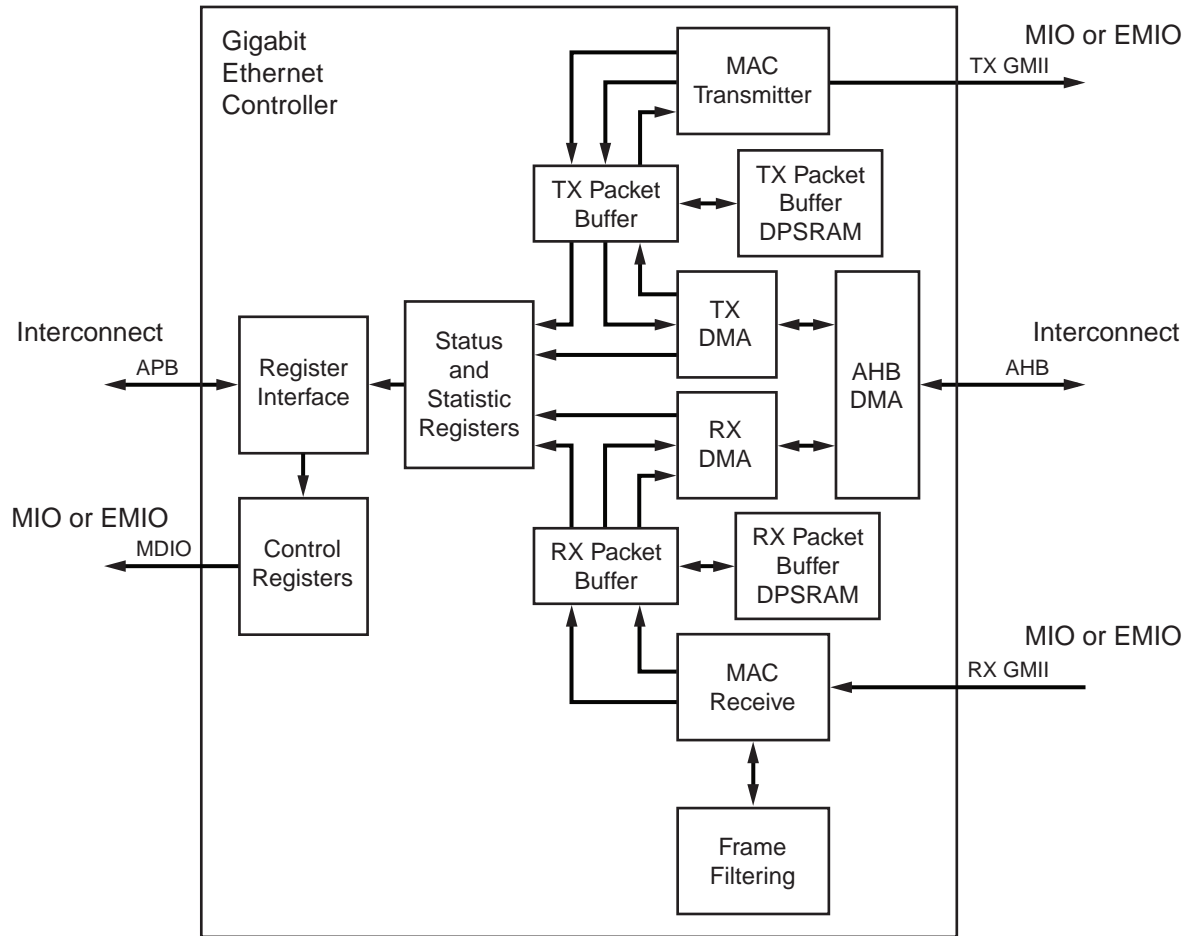 Gigabit
Ethernet
Controller
MAC
Transmitter
MIO or EMIO
TX GMII
TX Packet
Buffer
TX Packet
Buffer
DPSRAM
Interconnect
APB
Register
Interface
Status
and
Statistic
Registers
TX
DMA
RX
DMA
AHB
DMA
Interconnect
AHB
MIO or EMIO
MDIO
Control
Registers
RX Packet
Buffer
RX Packet
Buffer
DPSRAM
MAC
Receive
MIO or EMIO
RX GMII
Frame
Filtering